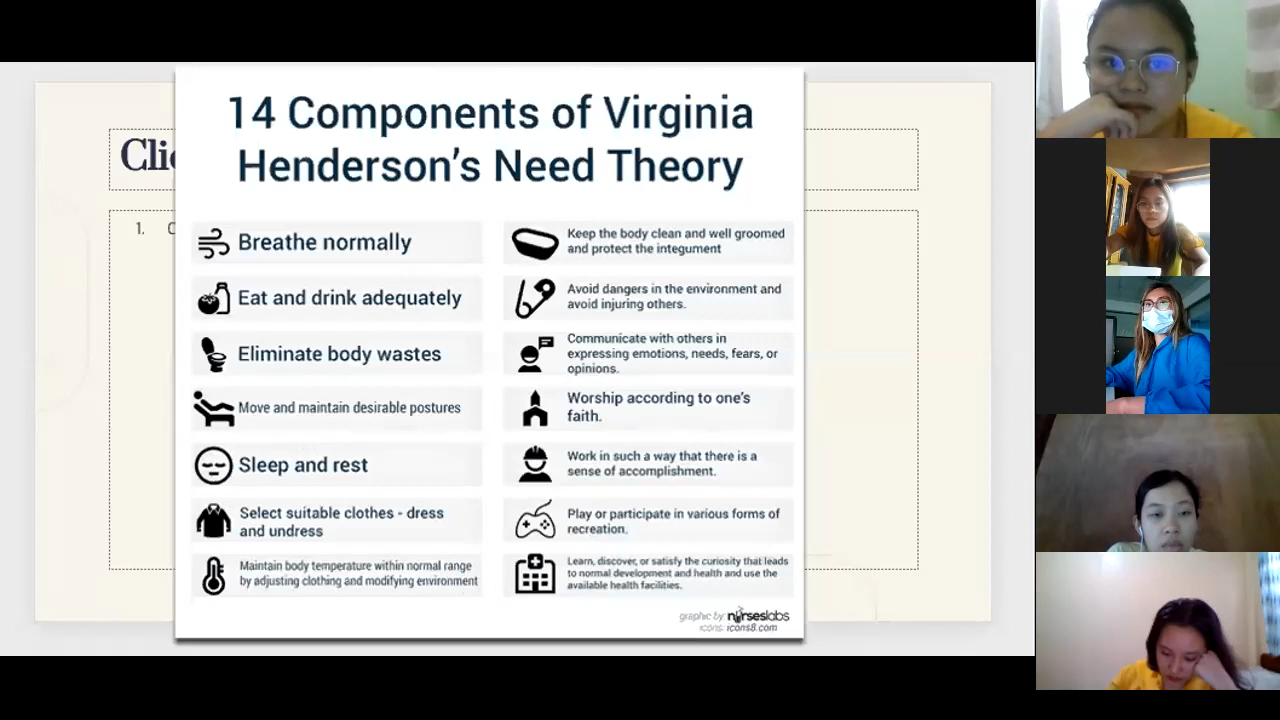 14 Components of Virginia
Henderson's Need Theory
Clic
1. C
Breathe normally
Eat and drink adequately
Eliminate body wastes
Move and maintain desirable postures
Sleep and rest
Select suitable clothes - dress
and undress
Maintain body temperature within normal range
by adjusting clothing and modifying environment
Keep the body clean and well groomed
and protect the integument
Avoid dangers in the environment and
avoid injuring others.
Communicate with others in
expressing emotions, needs, fears, or
opinions.
Worship according to one's
faith.
Work in such a way that there is a
sense of accomplishment.
Play or participate in various forms of
recreation.
Learn, discover, or satisfy the curiosity that leads
to normal development and health and use the
available health facilities.
graphic by: nurseslabs
icons: icons8.com